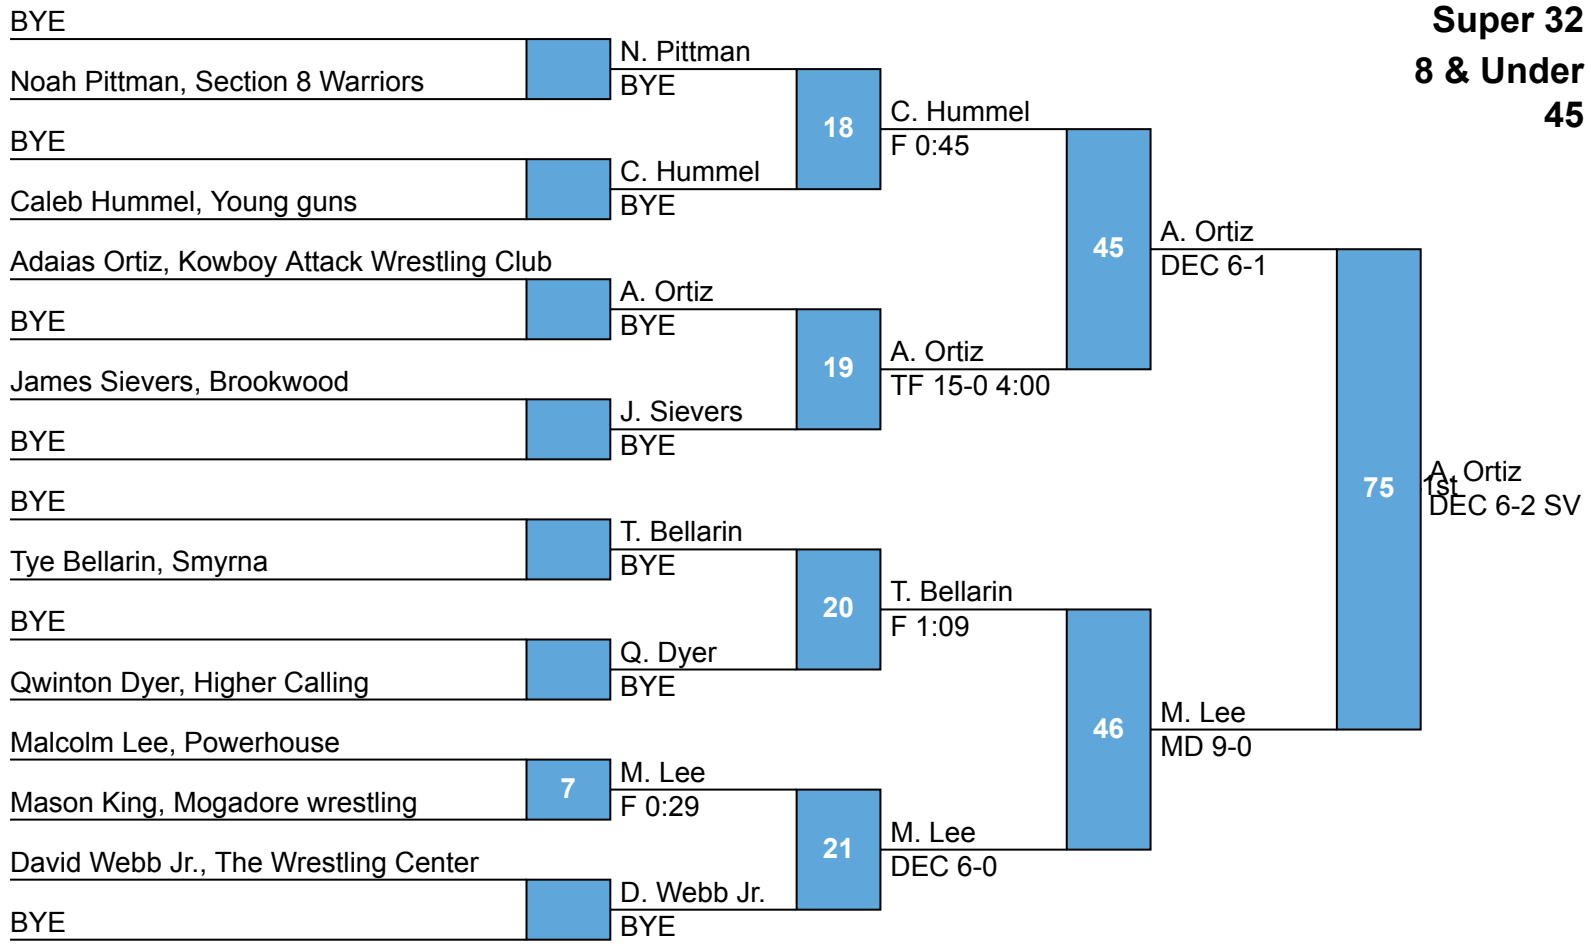 Super 32
8 & Under
45
BYE
Noah Pittman, Section 8 Warriors
BYE
Caleb Hummel, Young guns
Adaias Ortiz, Kowboy Attack Wrestling Club
BYE
James Sievers, Brookwood
BYE
BYE
Tye Bellarin, Smyrna
BYE
Qwinton Dyer, Higher Calling
Malcolm Lee, Powerhouse
Mason King, Mogadore wrestling
7
David Webb Jr., The Wrestling Center
BYE
N. Pittman
BYE
C. Hummel
BYE
18
A. Ortiz
BYE
J. Sievers
BYE
19
T. Bellarin
BYE
Q. Dyer
BYE
20
M. Lee
F 0:29
D. Webb Jr.
BYE
21
C. Hummel
F 0:45
A. Ortiz
TF 15-0 4:00
45
T. Bellarin
F 1:09
M. Lee
DEC 6-0
46
A. Ortiz
DEC 6-1
M. Lee
MD 9-0
75
A. Ortiz
1st
DEC 6-2 SV